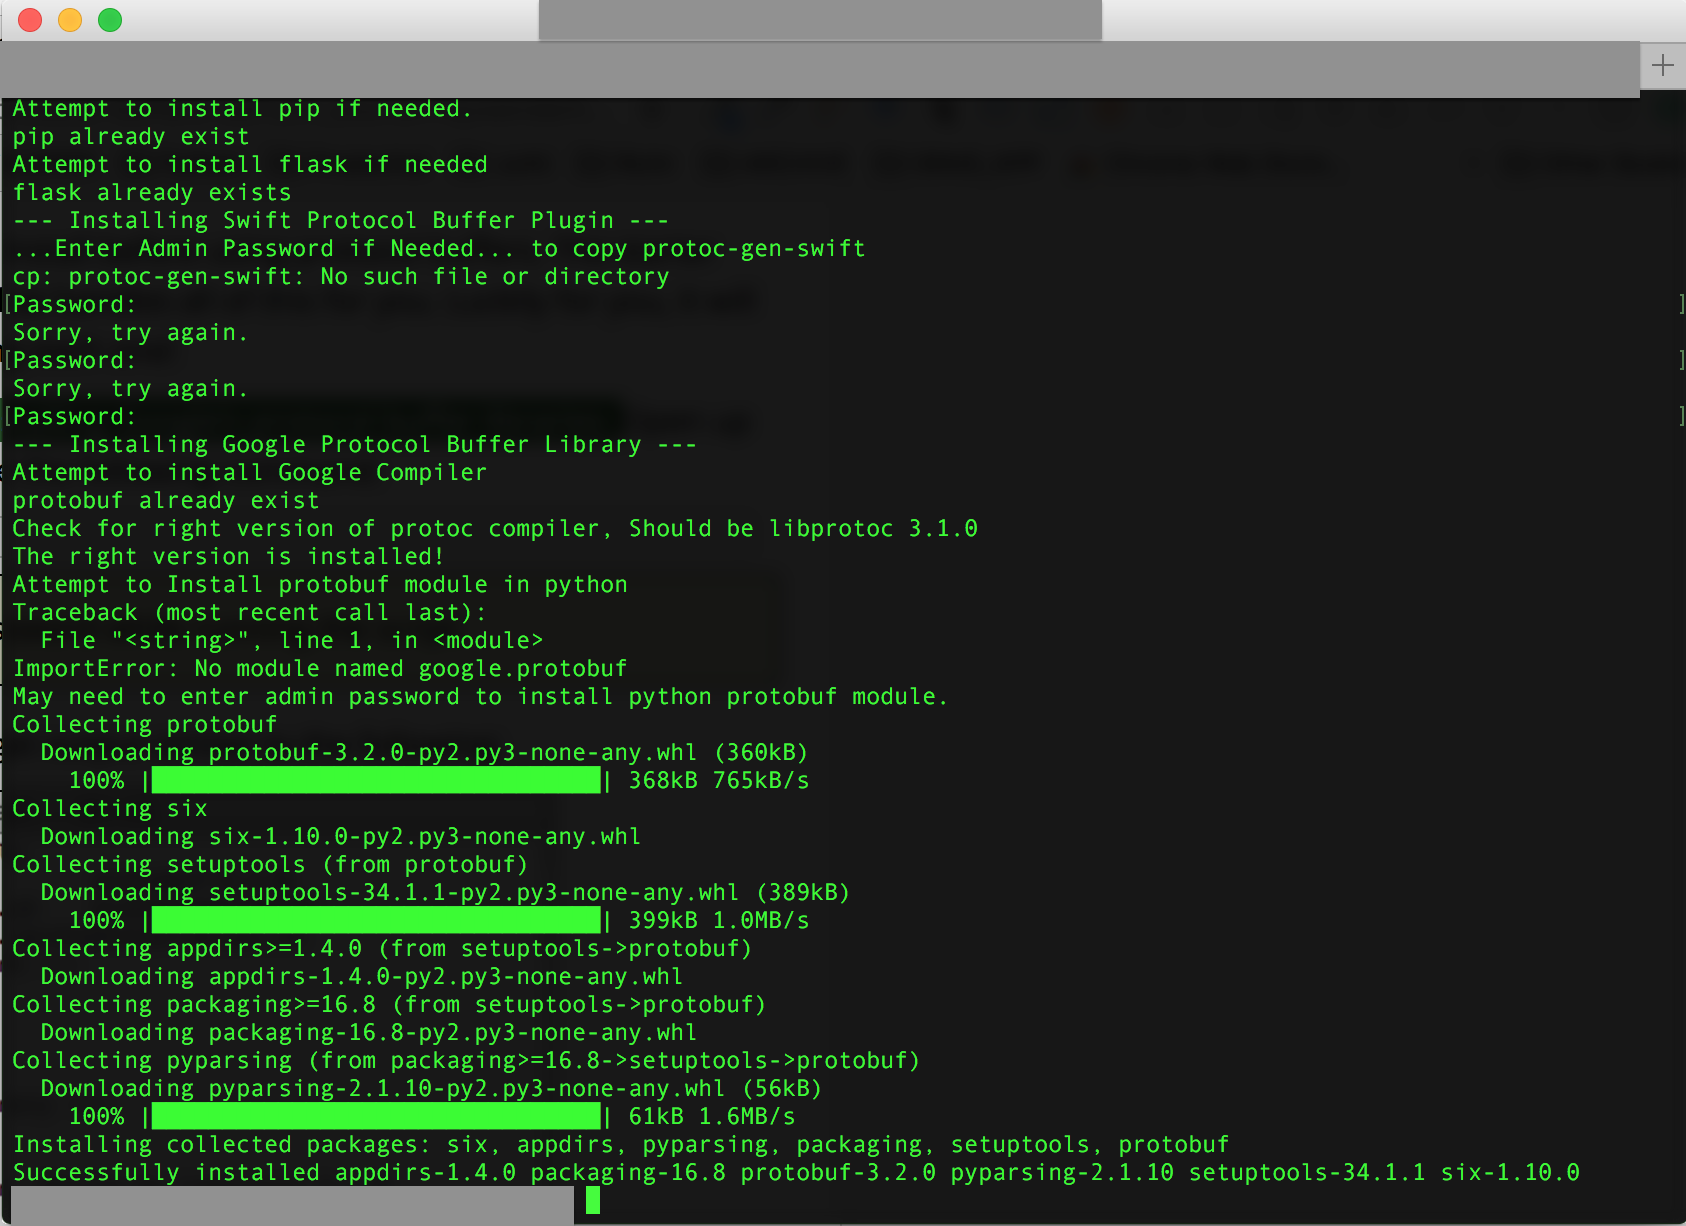 Attempt to install pip if needed.
pip already exist
Attempt to install flask if needed
flask already exists
--- Installing Swift Protocol Buffer Plugin ---
...Enter Admin Password if Needed... to copy protoc-gen-swift
cp: protoc-gen-swift: No such file or directory
[Password: ]
Sorry, try again.
[Password: ]
Sorry, try again.
[Password: ]
--- Installing Google Protocol Buffer Library ---
Attempt to install Google Compiler
protobuf already exist
Check for right version of protoc compiler, Should be libprotoc 3.1.0
The right version is installed!
Attempt to Install protobuf module in python
Traceback (most recent call last):
  File "<string>", line 1, in <module>
ImportError: No module named google.protobuf
May need to enter admin password to install python protobuf module.
Collecting protobuf
  Downloading protobuf-3.2.0-py2.py3-none-any.whl (360kB)
    100% || 368kB 765kB/s
Collecting six
  Downloading six-1.10.0-py2.py3-none-any.whl
Collecting setuptools (from protobuf)
  Downloading setuptools-34.1.1-py2.py3-none-any.whl (389kB)
    100% || 399kB 1.0MB/s
Collecting appdirs>=1.4.0 (from setuptools->protobuf)
  Downloading appdirs-1.4.0-py2.py3-none-any.whl
Collecting packaging>=16.8 (from setuptools->protobuf)
  Downloading packaging-16.8-py2.py3-none-any.whl
Collecting pyparsing (from packaging>=16.8->setuptools->protobuf)
  Downloading pyparsing-2.1.10-py2.py3-none-any.whl (56kB)
    100% || 61kB 1.6MB/s
Installing collected packages: six, appdirs, pyparsing, packaging, setuptools, protobuf
Successfully installed appdirs-1.4.0 packaging-16.8 protobuf-3.2.0 pyparsing-2.1.10 setuptools-34.1.1 six-1.10.0